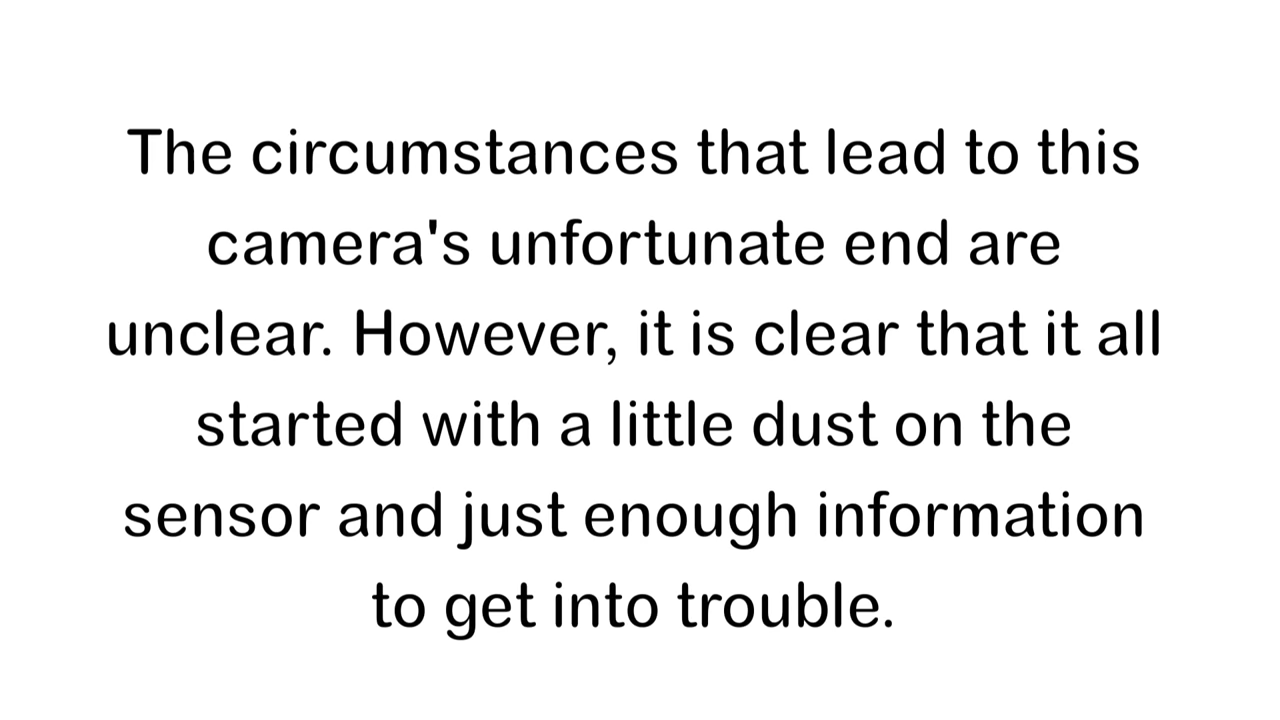 The circumstances that lead to this
camera's unfortunate end are
unclear. However, it is clear that it all
started with a little dust on the
sensor and just enough information
to get into trouble.